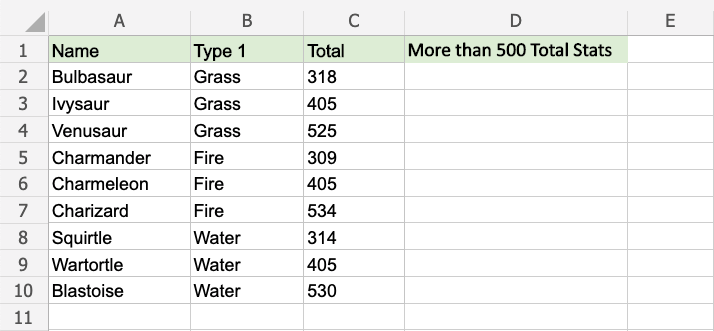 A B C D E
1 Name Type 1 Total More than 500 Total Stats
2 Bulbasaur Grass 318
3 Ivysaur Grass 405
4 Venusaur Grass 525
5 Charmander Fire 309
6 Charmeleon Fire 405
7 Charizard Fire 534
8 Squirtle Water 314
9 Wartortle Water 405
10 Blastoise Water 530
11